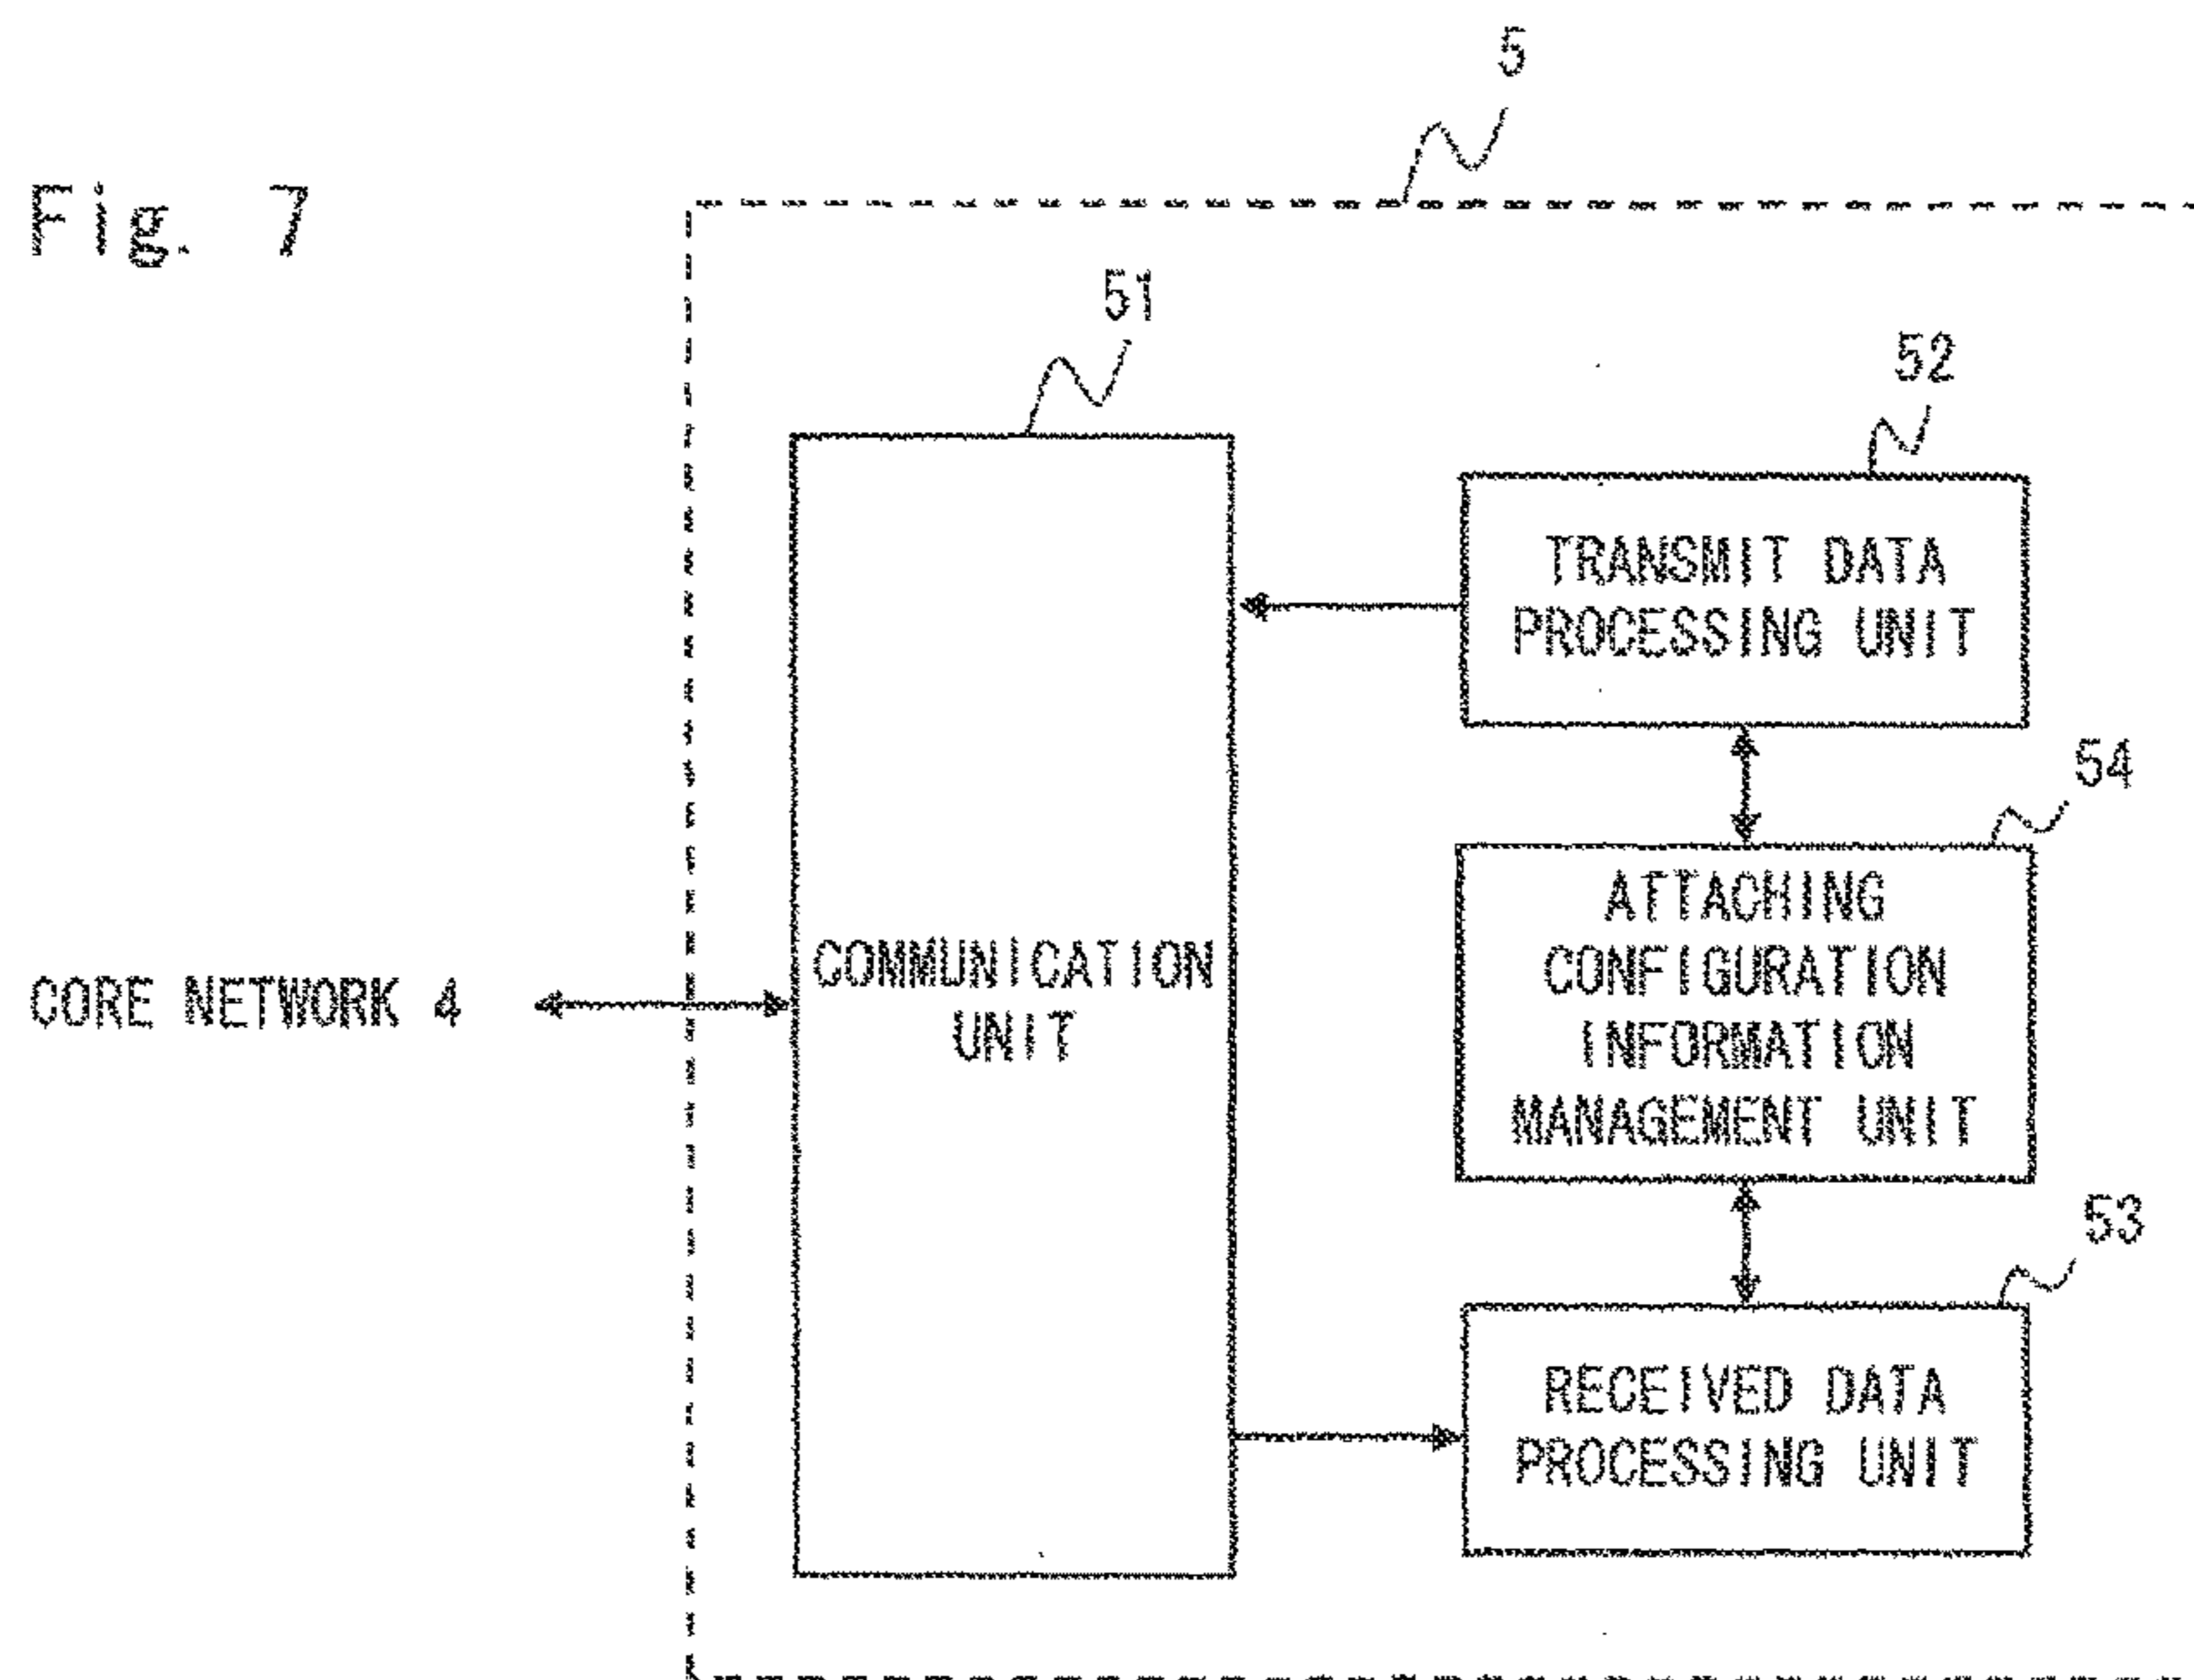 Fig. 7
5
51
52
TRANSMIT DATA
PROCESSING UNIT
54
ATTACHING
CONFIGURATION
INFORMATION
MANAGEMENT UNIT
CORE NETWORK 4
COMMUNICATION
UNIT
53
RECEIVED DATA
PROCESSING UNIT